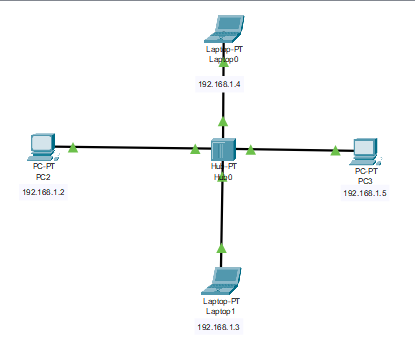 Laptop-PT
Laptop0
192.168.1.4
PC-PT
PC2
192.168.1.2
Hub-PT
Hub0
PC-PT
PC3
192.168.1.5
Laptop-PT
Laptop1
192.168.1.3